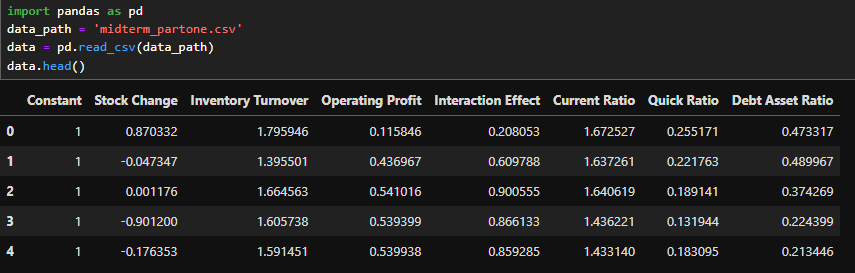 import pandas as pd
data_path = 'midterm_partone.csv'
data = pd.read_csv(data_path)
data.head()
Constant Stock Change Inventory Turnover Operating Profit Interaction Effect Current Ratio Quick Ratio Debt Asset Ratio
0 1 0.870332 1.795946 0.115846 0.208053 1.672527 0.255171 0.473317
1 1 -0.047347 1.395501 0.436967 0.609788 1.637261 0.221763 0.489967
2 1 0.001176 1.664563 0.541016 0.900555 1.640619 0.189141 0.374269
3 1 -0.901200 1.605738 0.539399 0.866133 1.436221 0.131944 0.224399
4 1 -0.176353 1.591451 0.539938 0.859285 1.433140 0.183095 0.213446